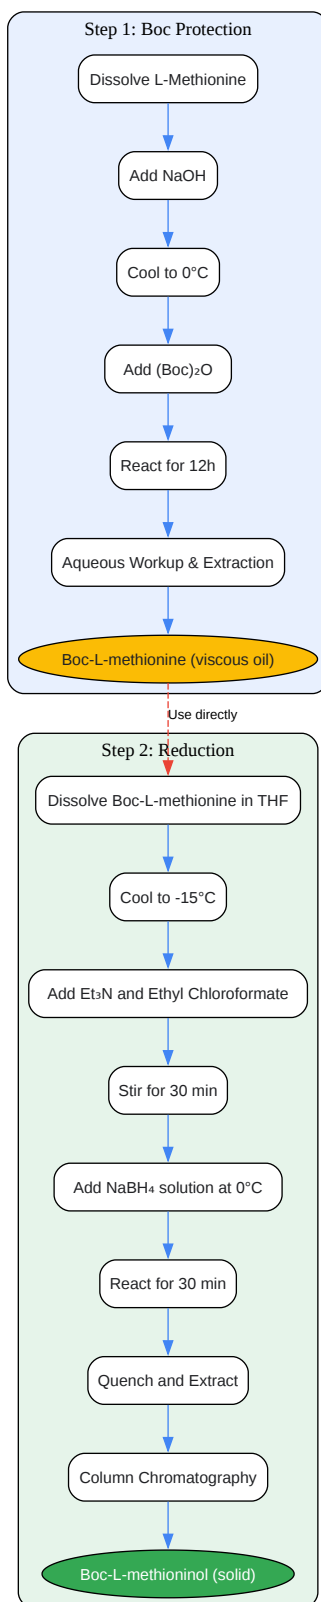 Step 1: Boc Protection
Dissolve L-Methionine
Add NaOH
Cool to 0°C
Add (Boc)₂O
React for 12h
Aqueous Workup & Extraction
Boc-L-methionine (viscous oil)
Use directly
Step 2: Reduction
Dissolve Boc-L-methionine in THF
Cool to -15°C
Add Et₃N and Ethyl Chloroformate
Stir for 30 min
Add NaBH₄ solution at 0°C
React for 30 min
Quench and Extract
Column Chromatography
Boc-L-methioninol (solid)